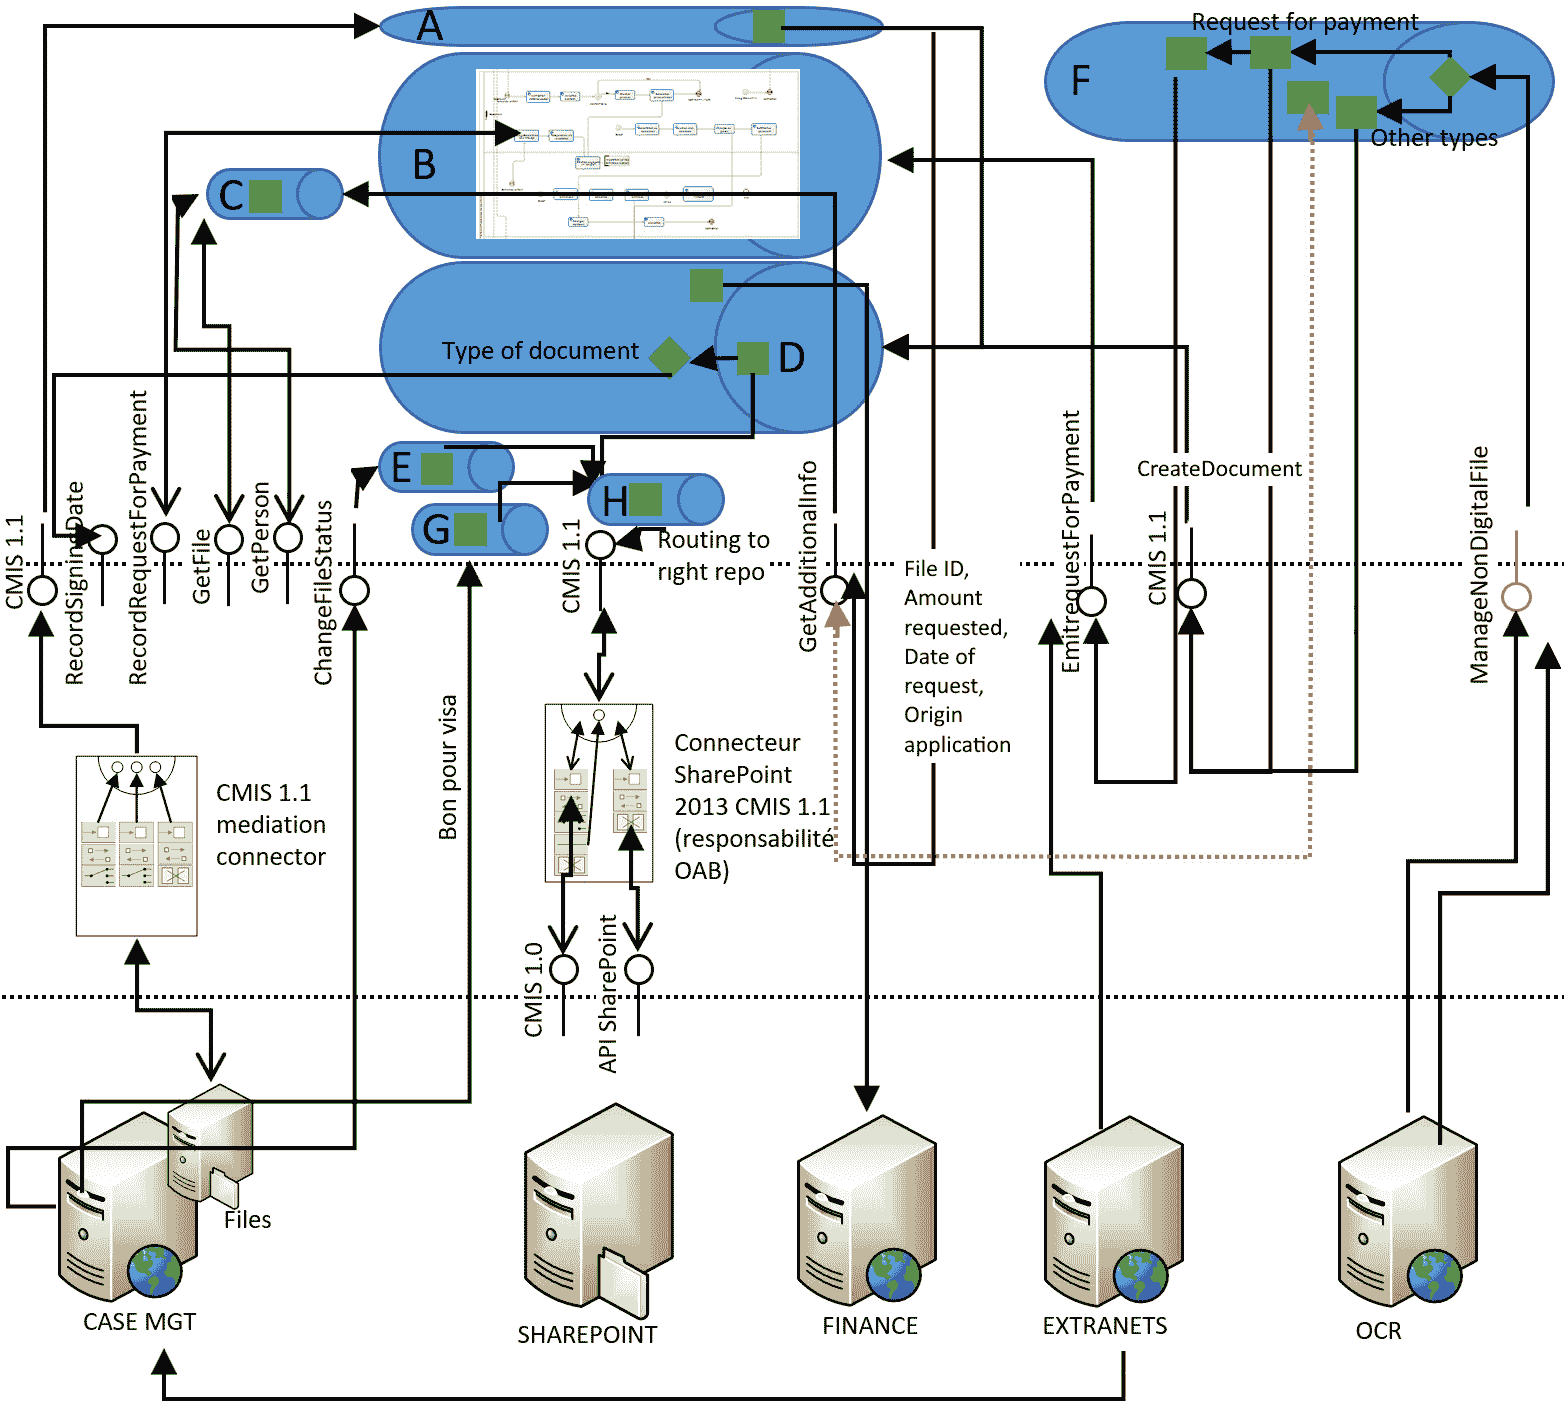 A
Request for payment
F
B
Other types
C
Type of document
D
E
CreateDocument
G
H
Routing to
right repo
CMIS 1.1
RecordSigningDate
RecordRequestForPayment
GetFile
GetPerson
ChangeFileStatus
CMIS 1.1
GetAdditionalInfo
File ID,
Amount
requested,
Date of
request,
Origin
application
EmitrequestForPayment
CMIS 1.1
ManageNonDigitalFile
Bon pour visa
CMIS 1.1
mediation
connector
Connecteur
SharePoint
2013 CMIS 1.1
(responsabilité
OAB)
CMIS 1.0
API SharePoint
Files
CASE MGT
SHAREPOINT
FINANCE
EXTRANETS
OCR